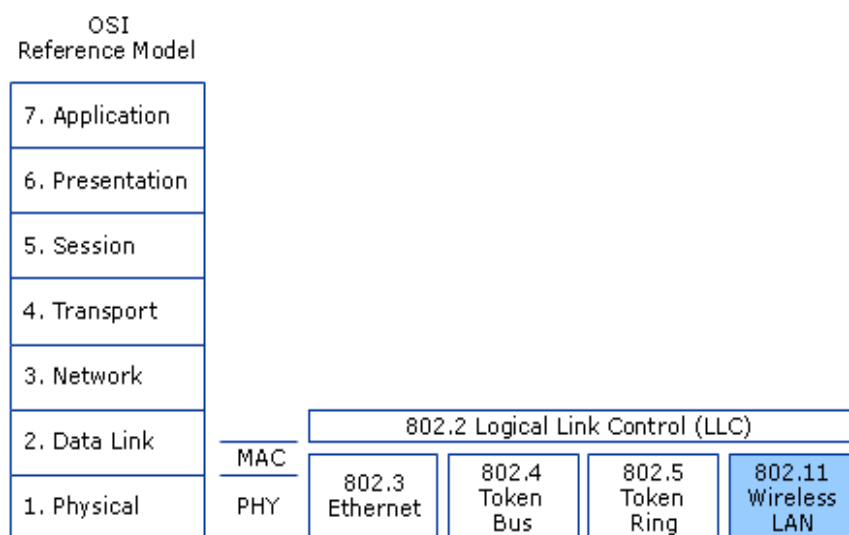 OSI
Reference Model
7. Application
6. Presentation
5. Session
4. Transport
3. Network
2. Data Link
1. Physical
MAC
PHY
802.2 Logical Link Control (LLC)
802.3
Ethernet
802.4
Token
Bus
802.5
Token
Ring
802.11
Wireless
LAN